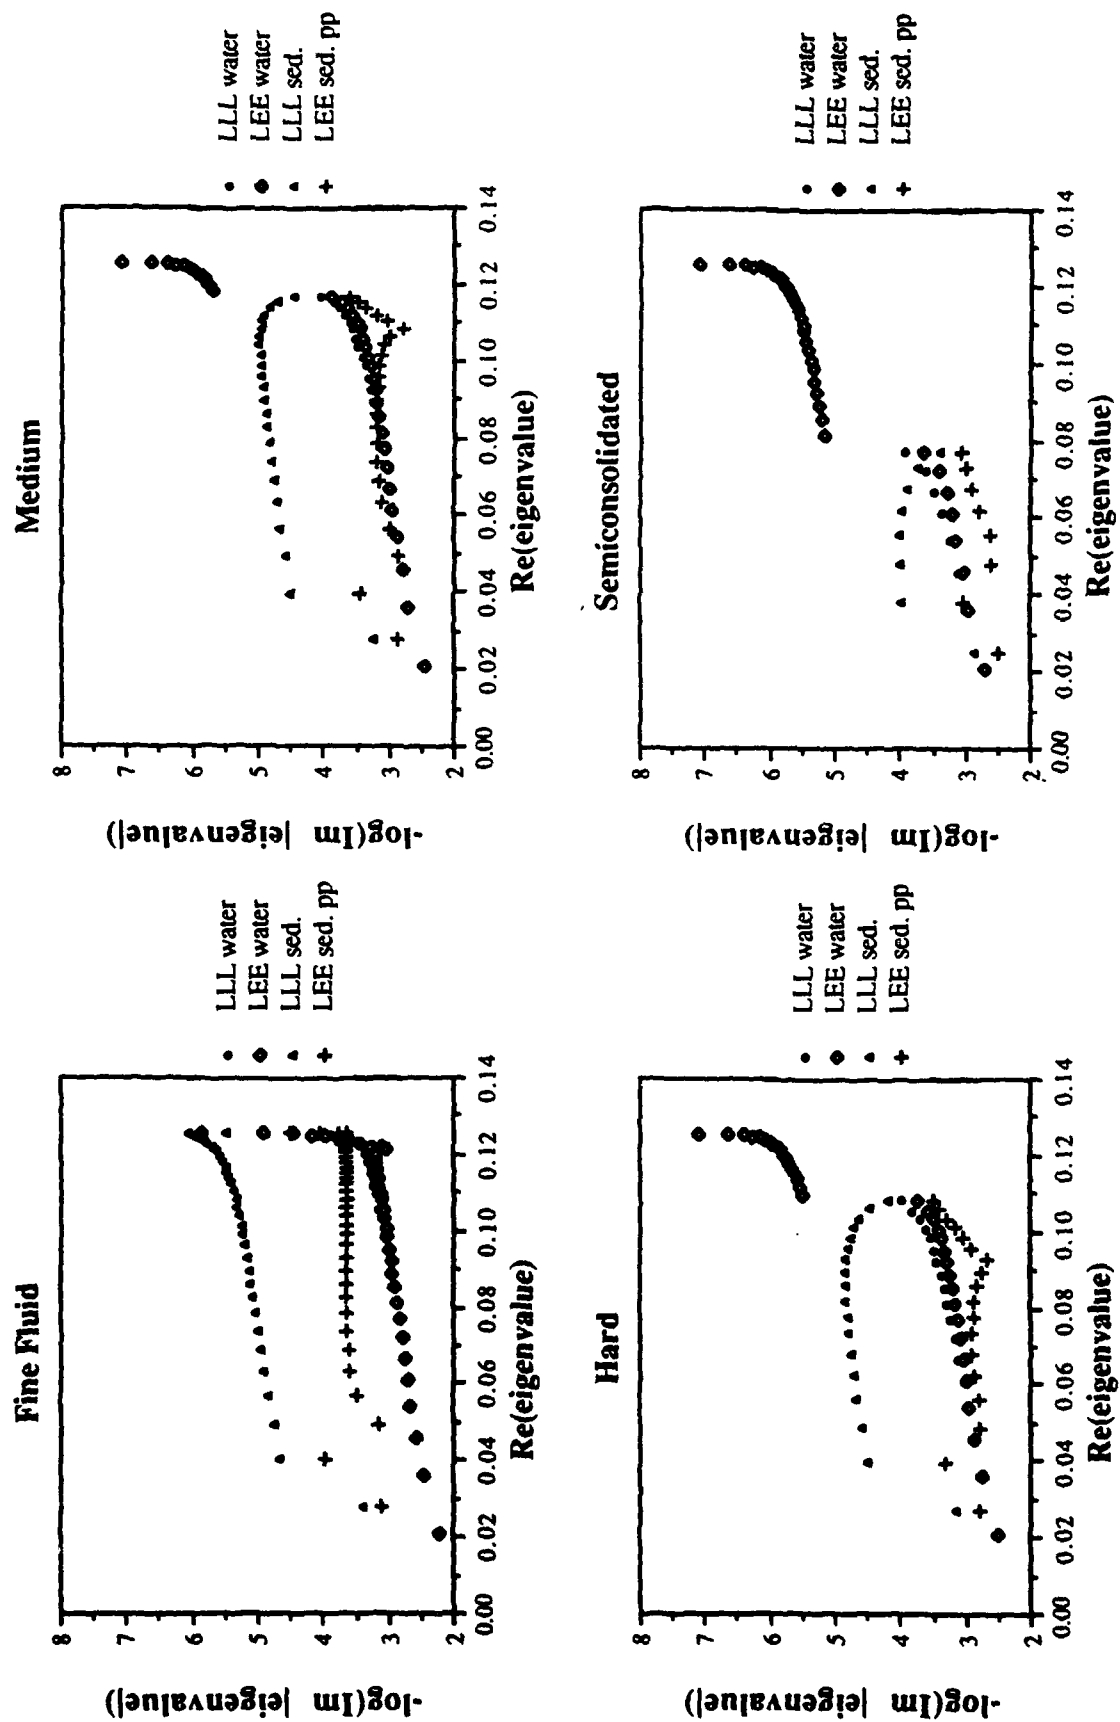 Fine Fluid
-log(Im |eigenvalue|)
8
7
6
5
4
3
2
0.00 0.02 0.04 0.06 0.08 0.10 0.12 0.14
Re(eigenvalue)
LLL water
LEE water
LLL sed.
LEE sed. pp
Medium
-log(Im |eigenvalue|)
8
7
6
5
4
3
2
0.00 0.02 0.04 0.06 0.08 0.10 0.12 0.14
Re(eigenvalue)
LLL water
LEE water
LLL sed.
LEE sed. pp
Hard
-log(Im |eigenvalue|)
8
7
6
5
4
3
2
0.00 0.02 0.04 0.06 0.08 0.10 0.12 0.14
Re(eigenvalue)
LLL water
LEE water
LLL sed.
LEE sed. pp
Semiconsolidated
-log(Im |eigenvalue|)
8
7
6
5
4
3
2
0.00 0.02 0.04 0.06 0.08 0.10 0.12 0.14
Re(eigenvalue)
LLL water
LEE water
LLL sed.
LEE sed. pp